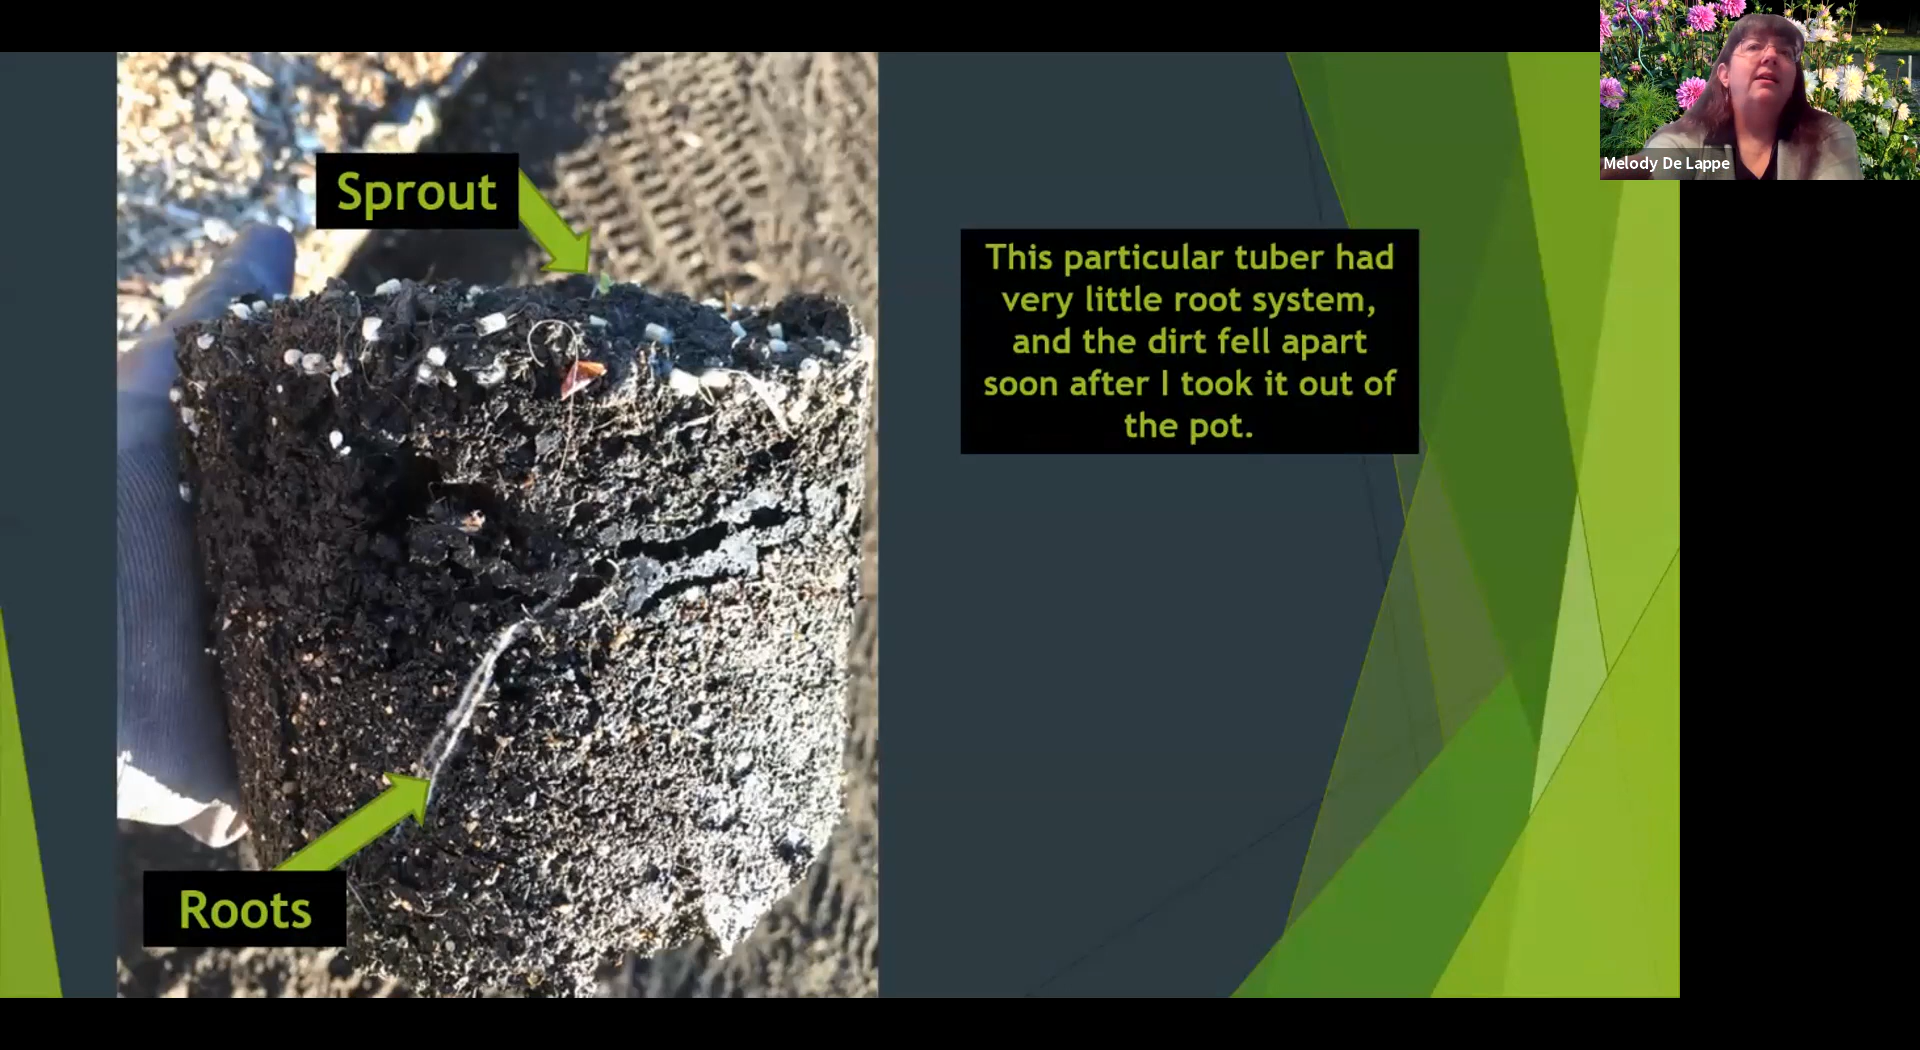 Melody De Lappe
Sprout
This particular tuber had
very little root system,
and the dirt fell apart
soon after I took it out of
the pot.
Roots